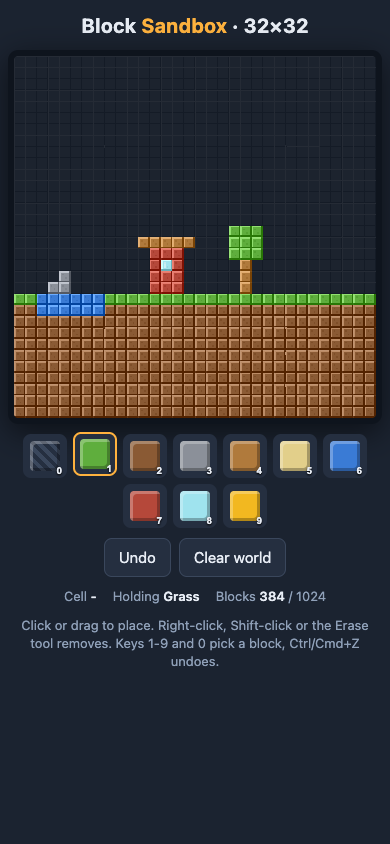 Block Sandbox · 32×32
0
1
2
3
4
5
6
7
8
9
Undo
Clear world
Cell - Holding Grass Blocks 384 / 1024
Click or drag to place. Right-click, Shift-click or the Erase
tool removes. Keys 1-9 and 0 pick a block, Ctrl/Cmd+Z
undoes.